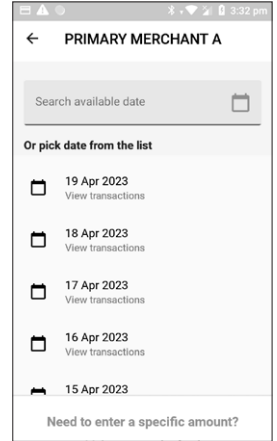 3:32 pm
PRIMARY MERCHANT A
Search available date
Or pick date from the list
19 Apr 2023
View transactions
18 Apr 2023
View transactions
17 Apr 2023
View transactions
16 Apr 2023
View transactions
15 Apr 2023
Need to enter a specific amount?